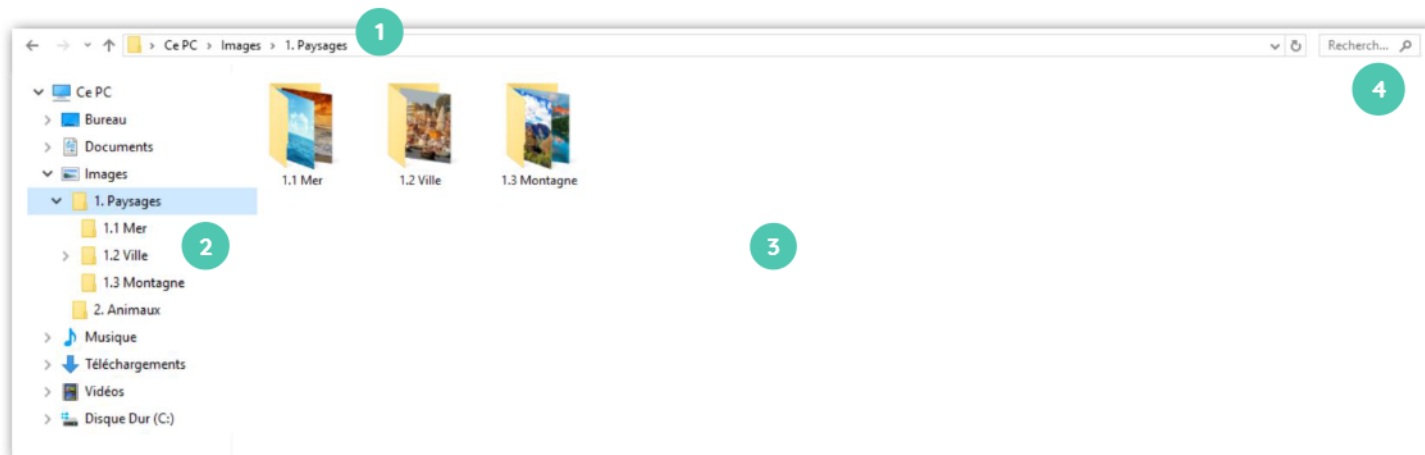 1
Ce PC > Images > 1. Paysages
Recherch...
4
Ce PC
Bureau
Documents
Images
1. Paysages
1.1 Mer
1.2 Ville
1.3 Montagne
2. Animaux
Musique
Téléchargements
Vidéos
Disque Dur (C:)
2
1.1 Mer
1.2 Ville
1.3 Montagne
3